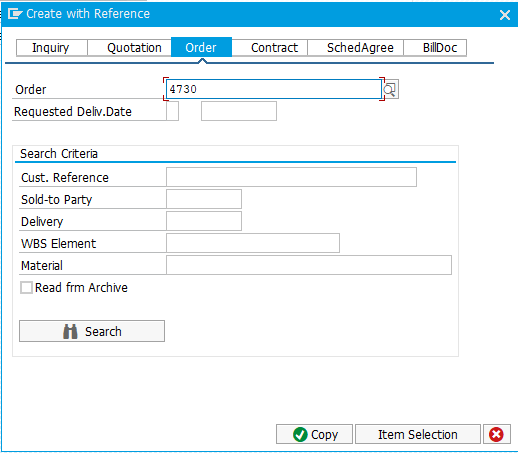 Create with Reference
Inquiry Quotation Order Contract SchedAgree BillDoc
Order 4730
Requested Deliv.Date
Search Criteria
Cust. Reference
Sold-to Party
Delivery
WBS Element
Material
Read frm Archive
Search
Copy Item Selection